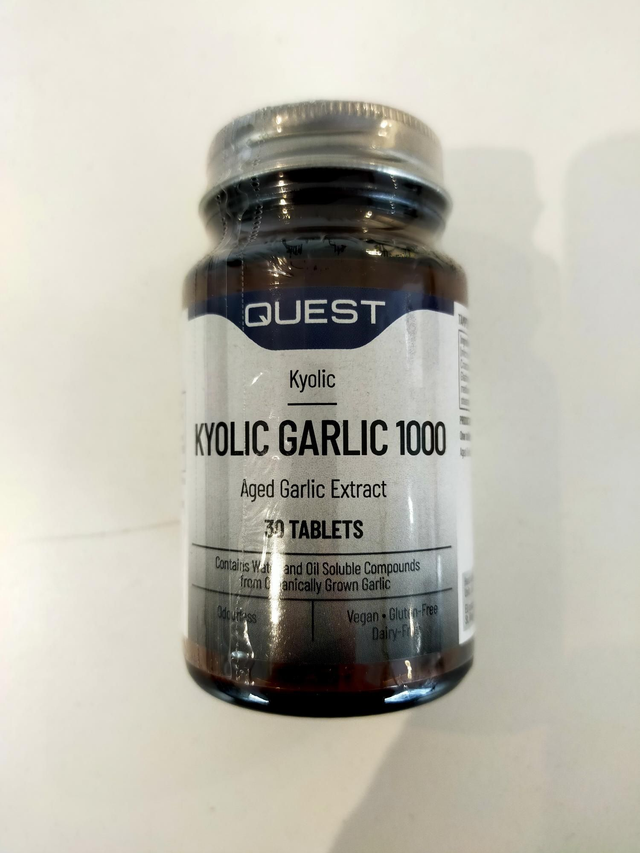 QUEST
Kyolic
KYOLIC GARLIC 1000
Aged Garlic Extract
30 TABLETS
Contains Water and Oil Soluble Compounds
from Organically Grown Garlic
Odourless
Vegan • Gluten-Free
Dairy-Free